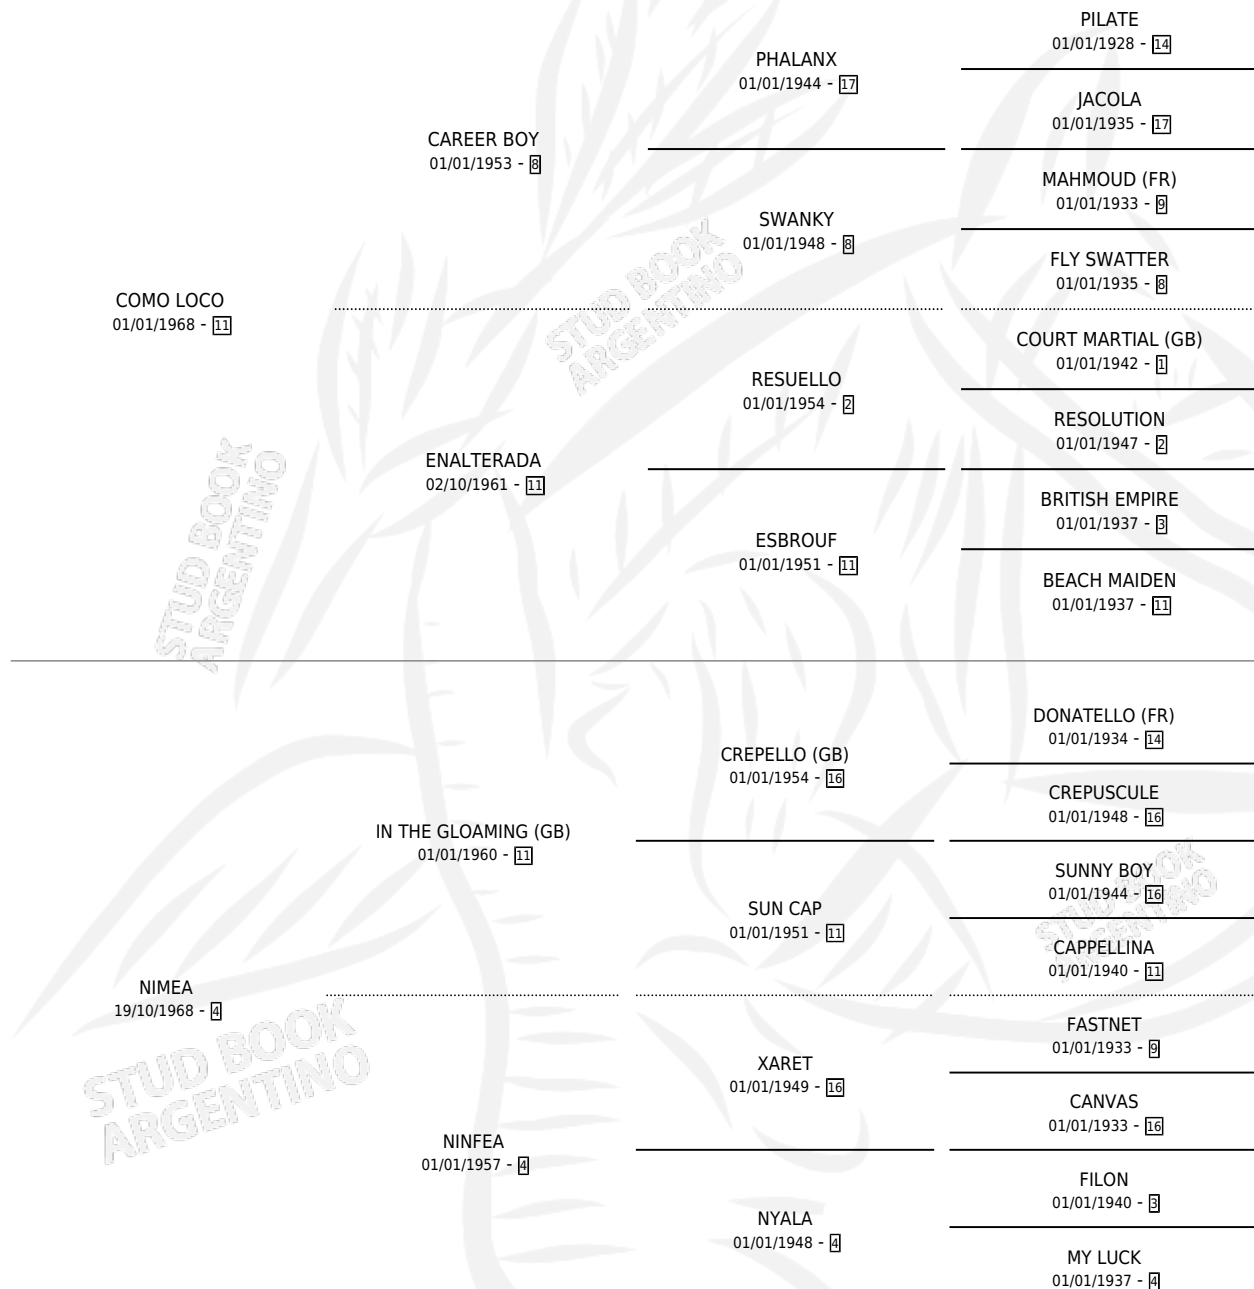 PILATE
01/01/1928 - 14
PHALANX
01/01/1944 - 17
JACOLA
01/01/1935 - 17
CAREER BOY
01/01/1953 - 8
MAHMOUD (FR)
01/01/1933 - 9
SWANKY
01/01/1948 - 8
FLY SWATTER
01/01/1935 - 8
COMO LOCO
01/01/1968 - 11
COURT MARTIAL (GB)
01/01/1942 - 1
RESUELLO
01/01/1954 - 2
RESOLUTION
01/01/1947 - 2
ENALTERADA
02/10/1961 - 11
BRITISH EMPIRE
01/01/1937 - 3
ESBROUF
01/01/1951 - 11
BEACH MAIDEN
01/01/1937 - 11
DONATELLO (FR)
01/01/1934 - 14
CREPELLO (GB)
01/01/1954 - 16
CREPUSCULE
01/01/1948 - 16
IN THE GLOAMING (GB)
01/01/1960 - 11
SUNNY BOY
01/01/1944 - 16
SUN CAP
01/01/1951 - 11
CAPPELLINA
01/01/1940 - 11
NIMEA
19/10/1968 - 4
FASTNET
01/01/1933 - 9
XARET
01/01/1949 - 16
CANVAS
01/01/1933 - 16
NINFEA
01/01/1957 - 4
FILON
01/01/1940 - 3
NYALA
01/01/1948 - 4
MY LUCK
01/01/1937 - 4
STUD BOOK
ARGENTINO
STUD BOOK
ARGENTINO
STUD BOOK
ARGENTINO
STUD BOOK
ARGENTINO